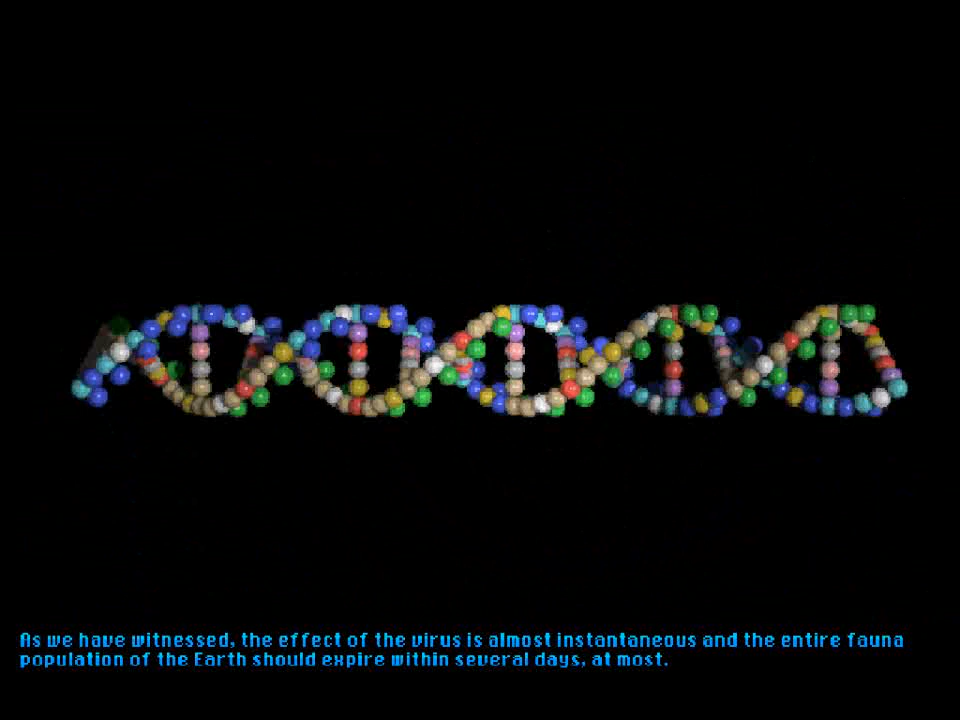 As we have witnessed, the effect of the virus is almost instantaneous and the entire fauna
population of the Earth should expire within several days, at most.